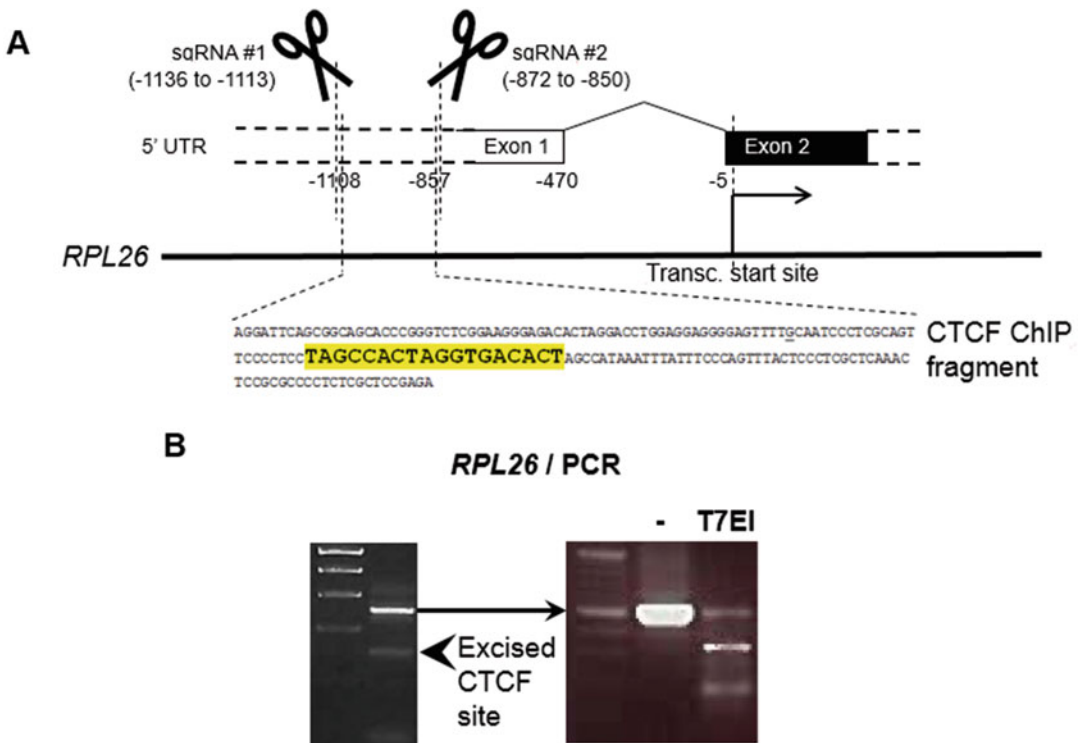 A
sgRNA #1
(-1136 to -1113)
sgRNA #2
(-872 to -850)
5' UTR
Exon 1
Exon 2
-1108
-857
-470
-5
RPL26
Transc. start site
AGGATTCAGCGGCAGCACCCGGGTCTCGGAAGGGAGACACTAGGACCTGGAGGAGGGGAGTTTTGCAATCCCTCGCAGT
TCCCCTCCTAGCCACTAGGTGACACTAGCCATAAATTTATTTCCCAGTTTACTCCCTCGCTCAAAC
TCCGCGCCCCTCTCGCTCCGAGA
CTCF ChIP
fragment
B
RPL26 / PCR
- T7EI
Excised
CTCF
site